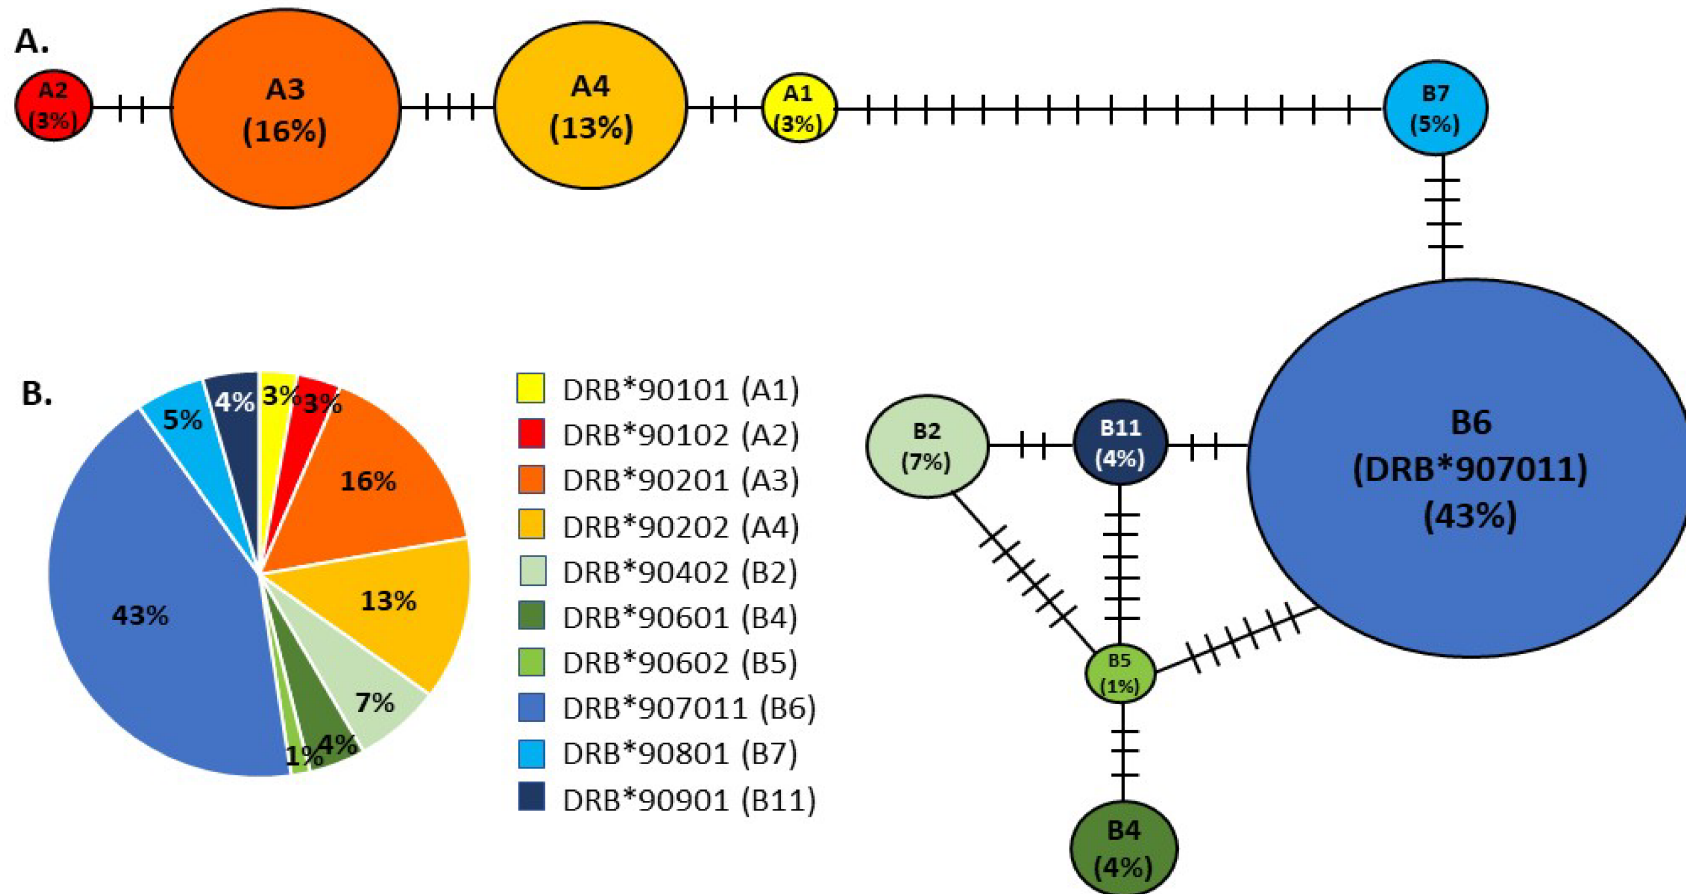 A.
A2
(3%)
A3
(16%)
A4
(13%)
A1
(3%)
B7
(5%)
B6
(DRB*907011)
(43%)
B2
(7%)
B11
(4%)
B5
(1%)
B4
(4%)
B.
3%
3%
16%
13%
7%
4%
1%
43%
5%
4%
DRB*90101 (A1)
DRB*90102 (A2)
DRB*90201 (A3)
DRB*90202 (A4)
DRB*90402 (B2)
DRB*90601 (B4)
DRB*90602 (B5)
DRB*907011 (B6)
DRB*90801 (B7)
DRB*90901 (B11)